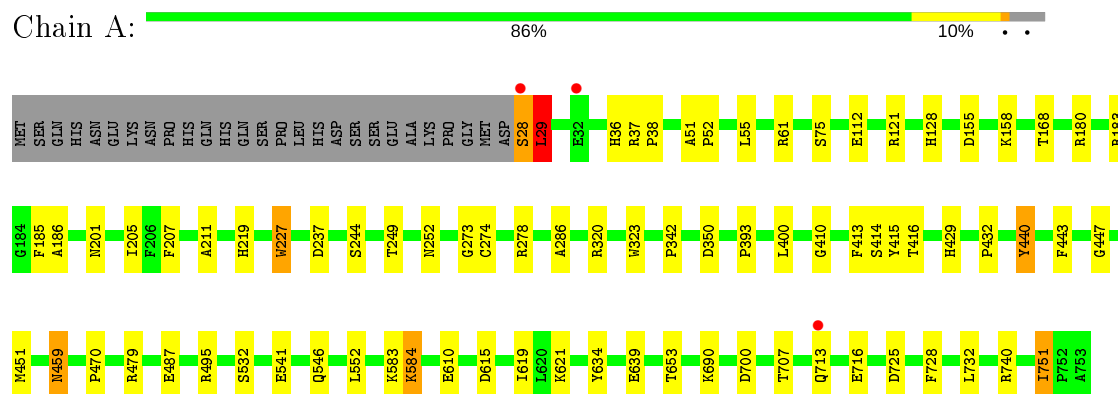 Chain A:
86% 10% • •
MET SER GLN HIS ASN GLU LYS ASN PRO HIS GLN HIS GLN SER PRO LEU HIS ASP SER SER GLU ALA LYS PRO GLY MET ASP S28 L29 E32 H36 R37 P38 A51 P52 L55 R61 S75 E112 R121 H128 D155 K158 T168 R180 R183
G184 F185 A186 N201 I205 F206 F207 A211 H219 W227 D237 S244 T249 N252 G273 C274 R278 A286 R320 W323 P342 D350 P393 L400 G410 F413 S414 Y415 T416 H429 P432 Y440 F443 G447
M451 N459 P470 R479 E487 R495 S532 E541 Q546 L552 K583 K584 E610 D615 I619 L620 K621 Y634 E639 T653 K690 D700 T707 Q713 E716 D725 F728 L732 R740 I751 P752 A753